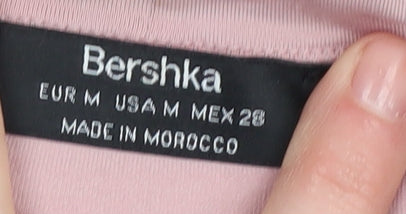 Bershka
EUR M USA M MEX 28
MADE IN MOROCCO